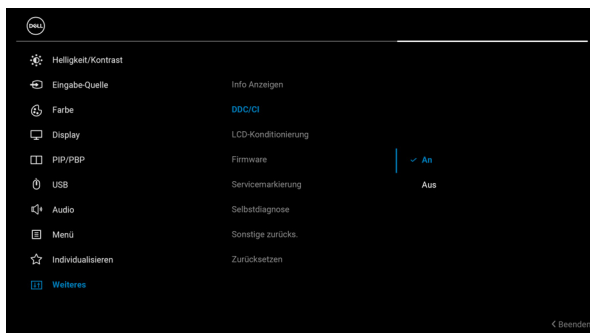 DELL
Helligkeit/Kontrast
Eingabe-Quelle
Farbe
Display
PIP/PBP
USB
Audio
Menü
Individualisieren
Weiteres
Info Anzeigen
DDC/CI
LCD-Konditionierung
Firmware
Servicemarkierung
Selbstdiagnose
Sonstige zurücks.
Zurücksetzen
An
Aus
Beenden